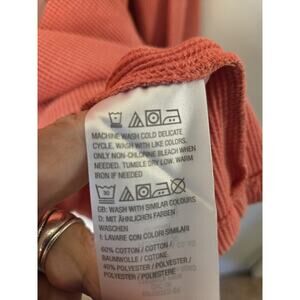 MACHINE WASH COLD DELICATE
CYCLE, WASH WITH LIKE COLORS.
ONLY NON-CHLORINE BLEACH WHEN
NEEDED. TUMBLE DRY LOW. WARM
IRON IF NEEDED
30
GB: WASH WITH SIMILAR COLOURS
D: MIT ÄHNLICHEN FARBEN
WASCHEN
I: LAVARE CON COLORI SIMILARI
60% COTTON / COTTON /
BAUMWOLLE / COTONE,
40% POLYESTER / POLYESTER /
POLYESTER / POLIESTERE